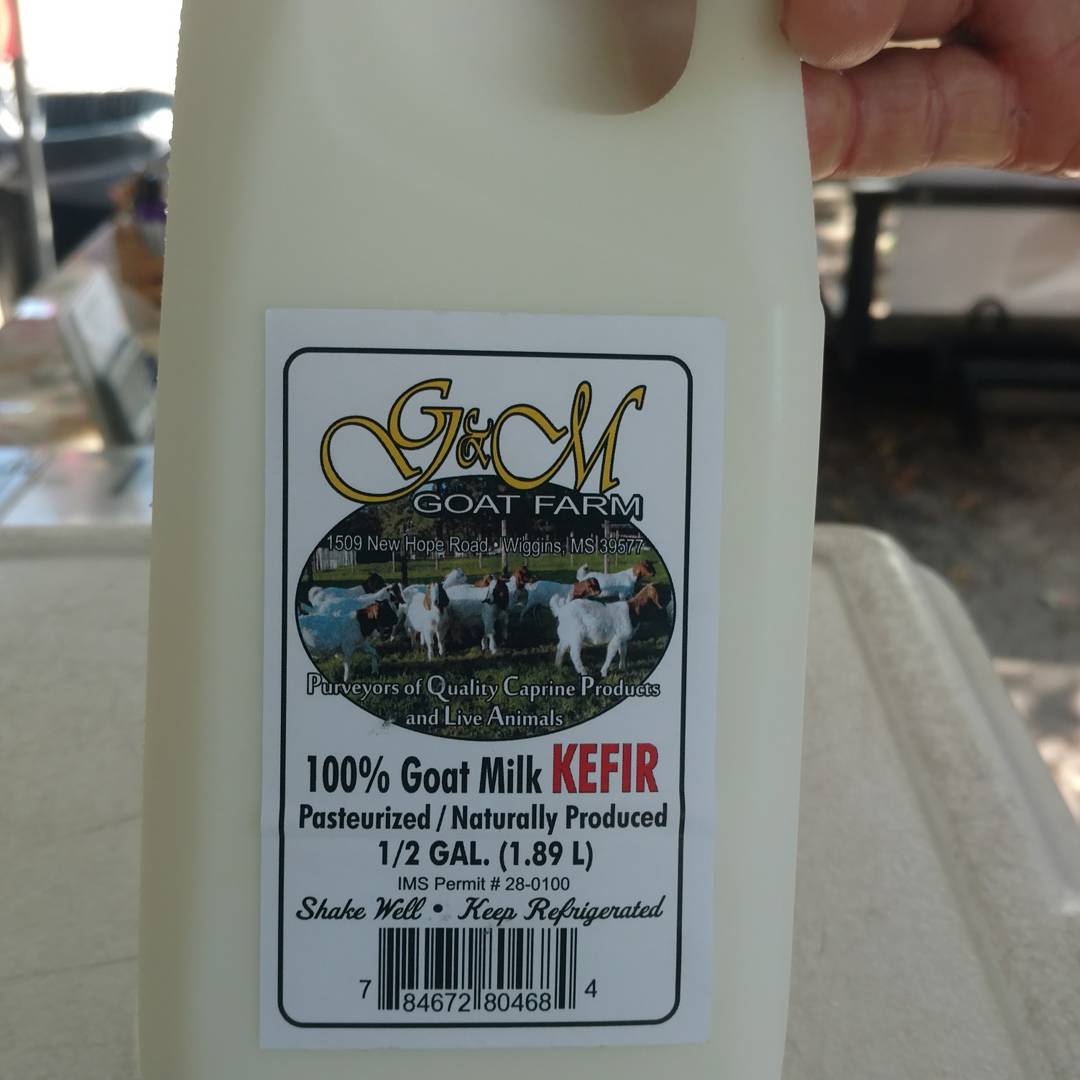 G&M
GOAT FARM
1509 New Hope Road • Wiggins, MS 39577
Purveyors of Quality Caprine Products
and Live Animals
100% Goat Milk KEFIR
Pasteurized / Naturally Produced
1/2 GAL. (1.89 L)
IMS Permit # 28-0100
Shake Well • Keep Refrigerated
7 84672 80468 4